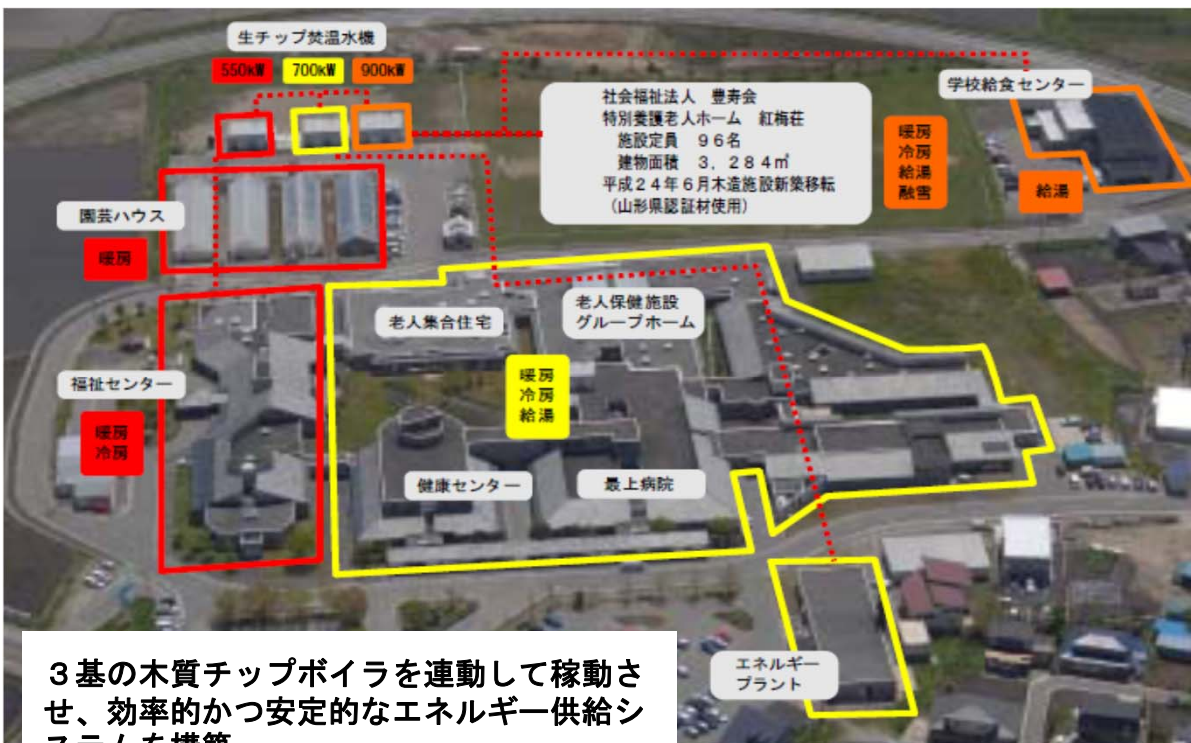 生チップ焚温水機
550kW 700kW 900kW
学校給食センター
社会福祉法人 豊寿会
特別養護老人ホーム 紅梅荘
施設定員 ９６名
建物面積 ３，２８４㎡
平成２４年６月木造施設新築移転
（山形県認証材使用）
暖房
冷房
給湯
融雪
給湯
園芸ハウス
暖房
老人集合住宅
老人保健施設
グループホーム
暖房
冷房
給湯
福祉センター
暖房
冷房
健康センター
最上病院
エネルギー
プラント
３基の木質チップボイラを連動して稼動さ
せ、効率的かつ安定的なエネルギー供給シ
ステムを構築